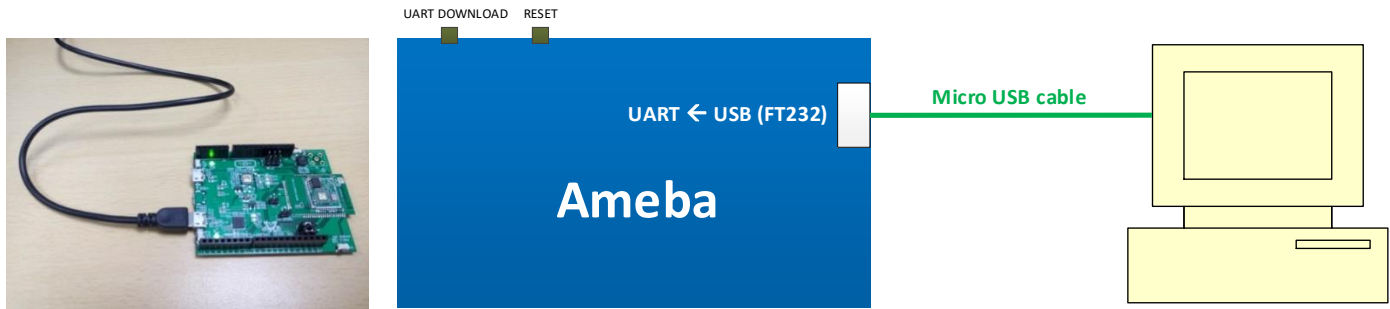 UART DOWNLOAD RESET
UART ← USB (FT232)
Micro USB cable
Ameba